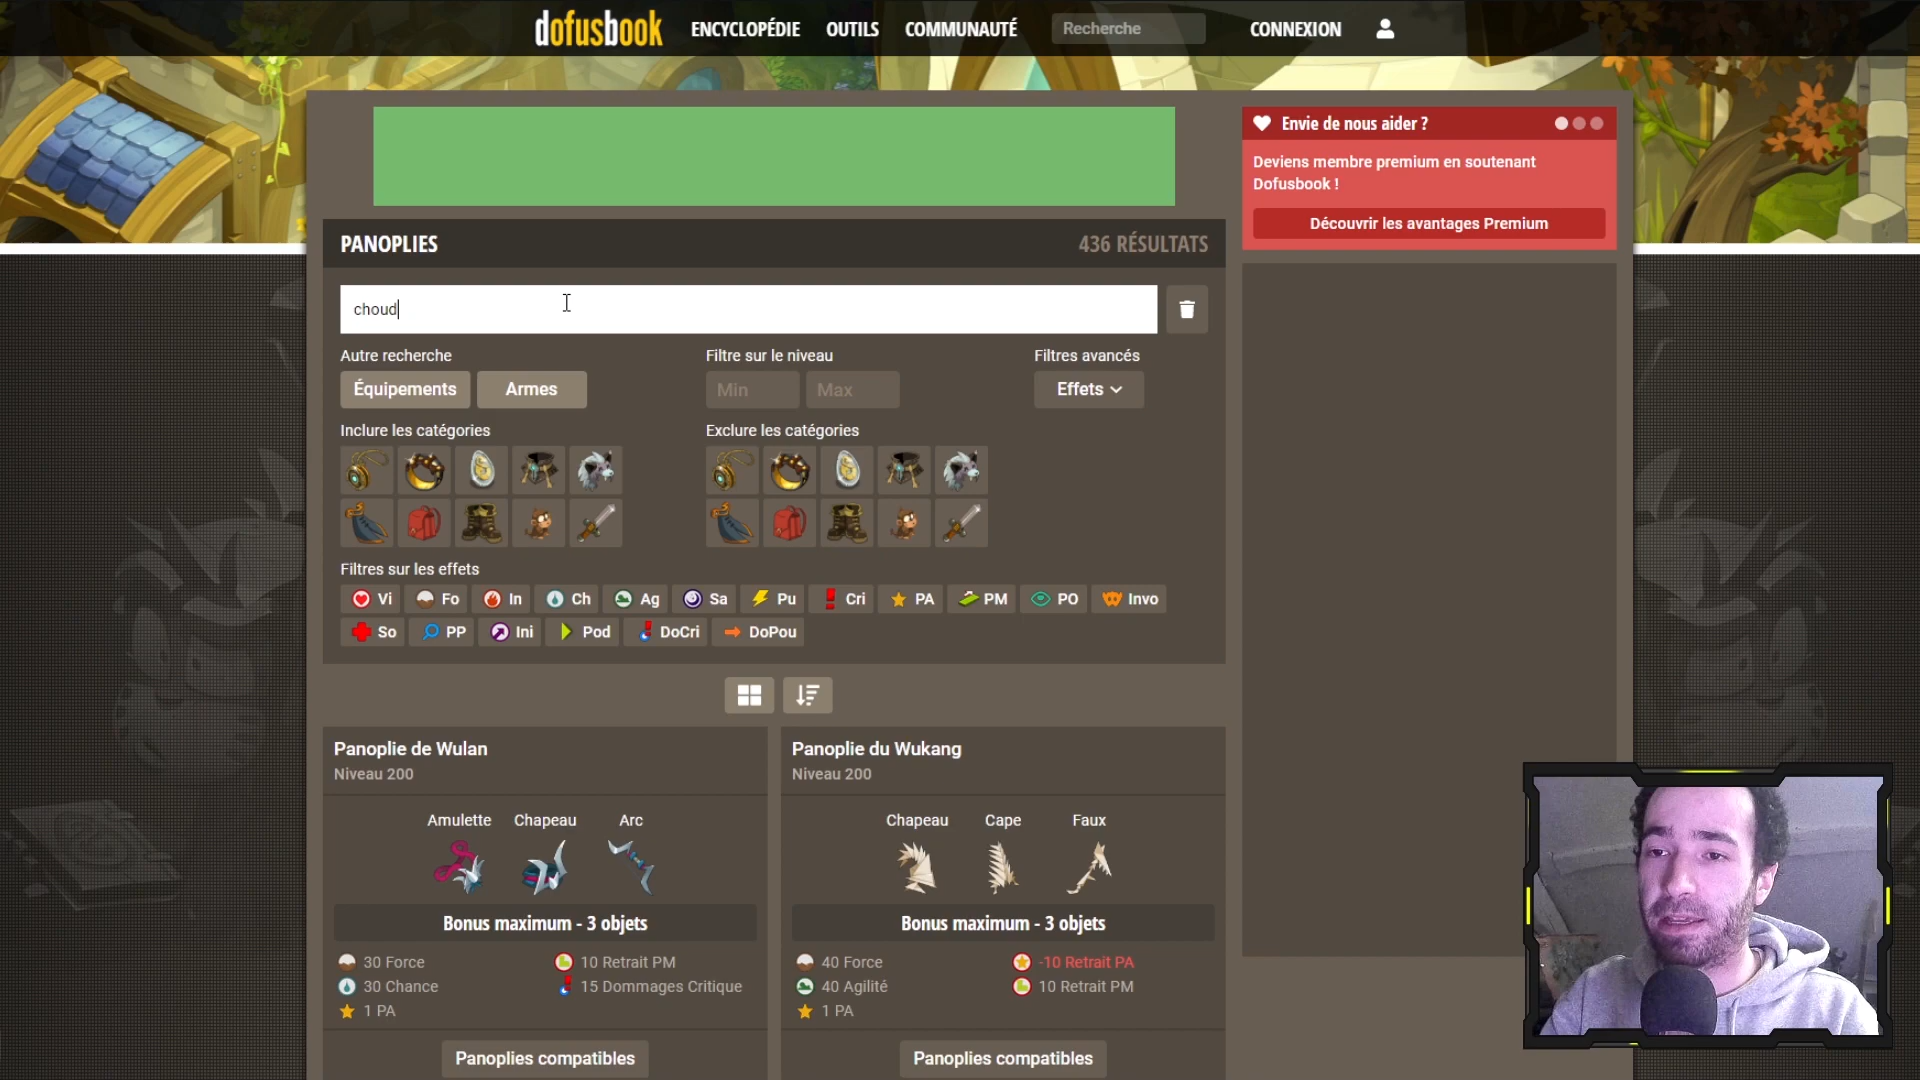 dofusbook ENCYCLOPÉDIE OUTILS COMMUNAUTÉ Recherche CONNEXION
Envie de nous aider ?
Deviens membre premium en soutenant
Dofusbook !
Découvrir les avantages Premium
PANOPLIES 436 RÉSULTATS
choud
Autre recherche Filtre sur le niveau Filtres avancés
Équipements Armes Min Max Effets
Inclure les catégories Exclure les catégories
Filtres sur les effets
Vi Fo In Ch Ag Sa Pu Cri PA PM PO Invo
So PP Ini Pod DoCri DoPou
Panoplie de Wulan
Niveau 200
Amulette Chapeau Arc
Bonus maximum - 3 objets
30 Force 10 Retrait PM
30 Chance 15 Dommages Critique
1 PA
Panoplies compatibles
Panoplie du Wukang
Niveau 200
Chapeau Cape Faux
Bonus maximum - 3 objets
40 Force -10 Retrait PA
40 Agilité 10 Retrait PM
1 PA
Panoplies compatibles